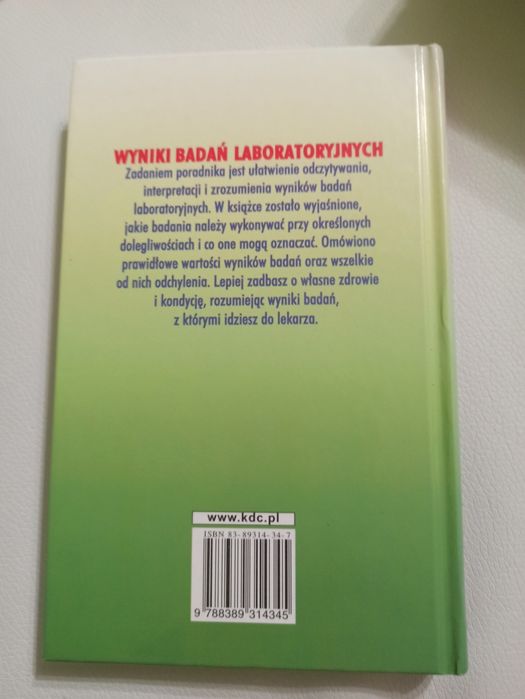 WYNIKI BADAŃ LABORATORYJNYCH
Zadaniem poradnika jest ułatwienie odczytywania,
interpretacji i zrozumienia wyników badań
laboratoryjnych. W książce zostało wyjaśnione,
jakie badania należy wykonywać przy określonych
dolegliwościach i co one mogą oznaczać. Omówiono
prawidłowe wartości wyników badań oraz wszelkie
od nich odchylenia. Lepiej zadbasz o własne zdrowie
i kondycję, rozumiejąc wyniki badań,
z którymi idziesz do lekarza.
www.kdc.pl
ISBN 83-89314-34-7
9 788389 314345